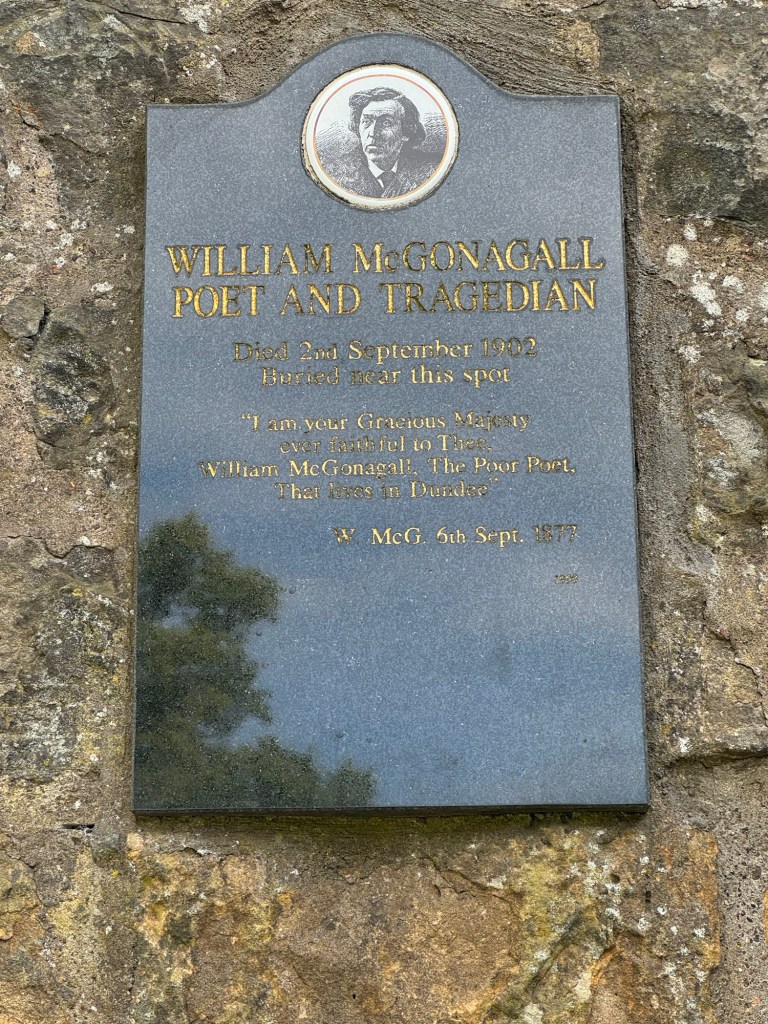 WILLIAM McGONAGALL
POET AND TRAGEDIAN
Died 2nd September 1902
Buried near this spot
“I am your Gracious Majesty
ever faithful to Thee,
William McGonagall, The Poor Poet,
That lives in Dundee”
W. McG. 6th Sept. 1877